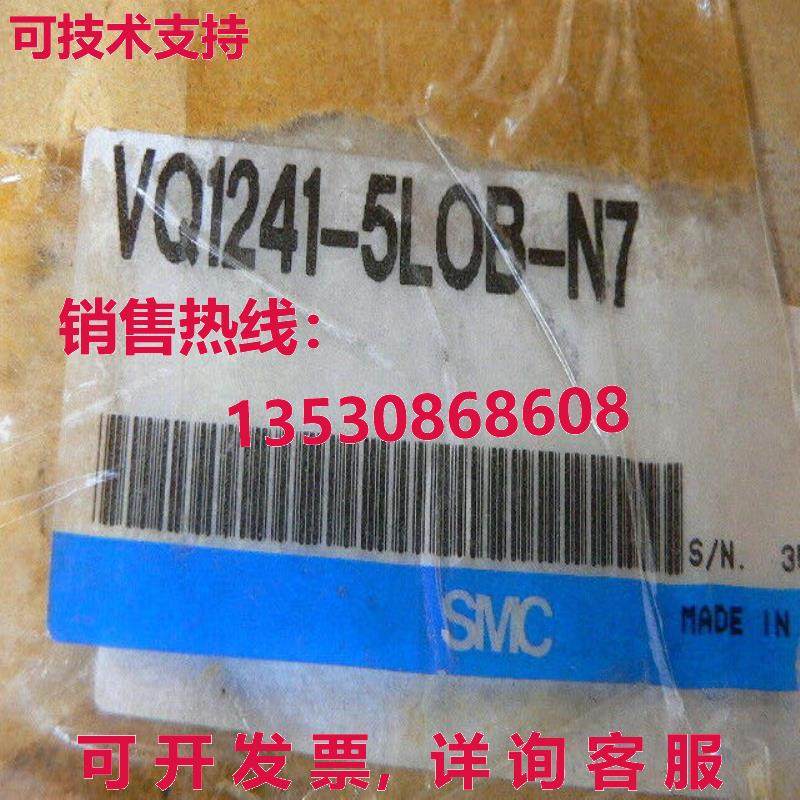 可技术支持
VQ1241-5LOB-N7
销售热线：
13530868608
S/N. 3
SMC
MADE IN
可开发票, 详询客服